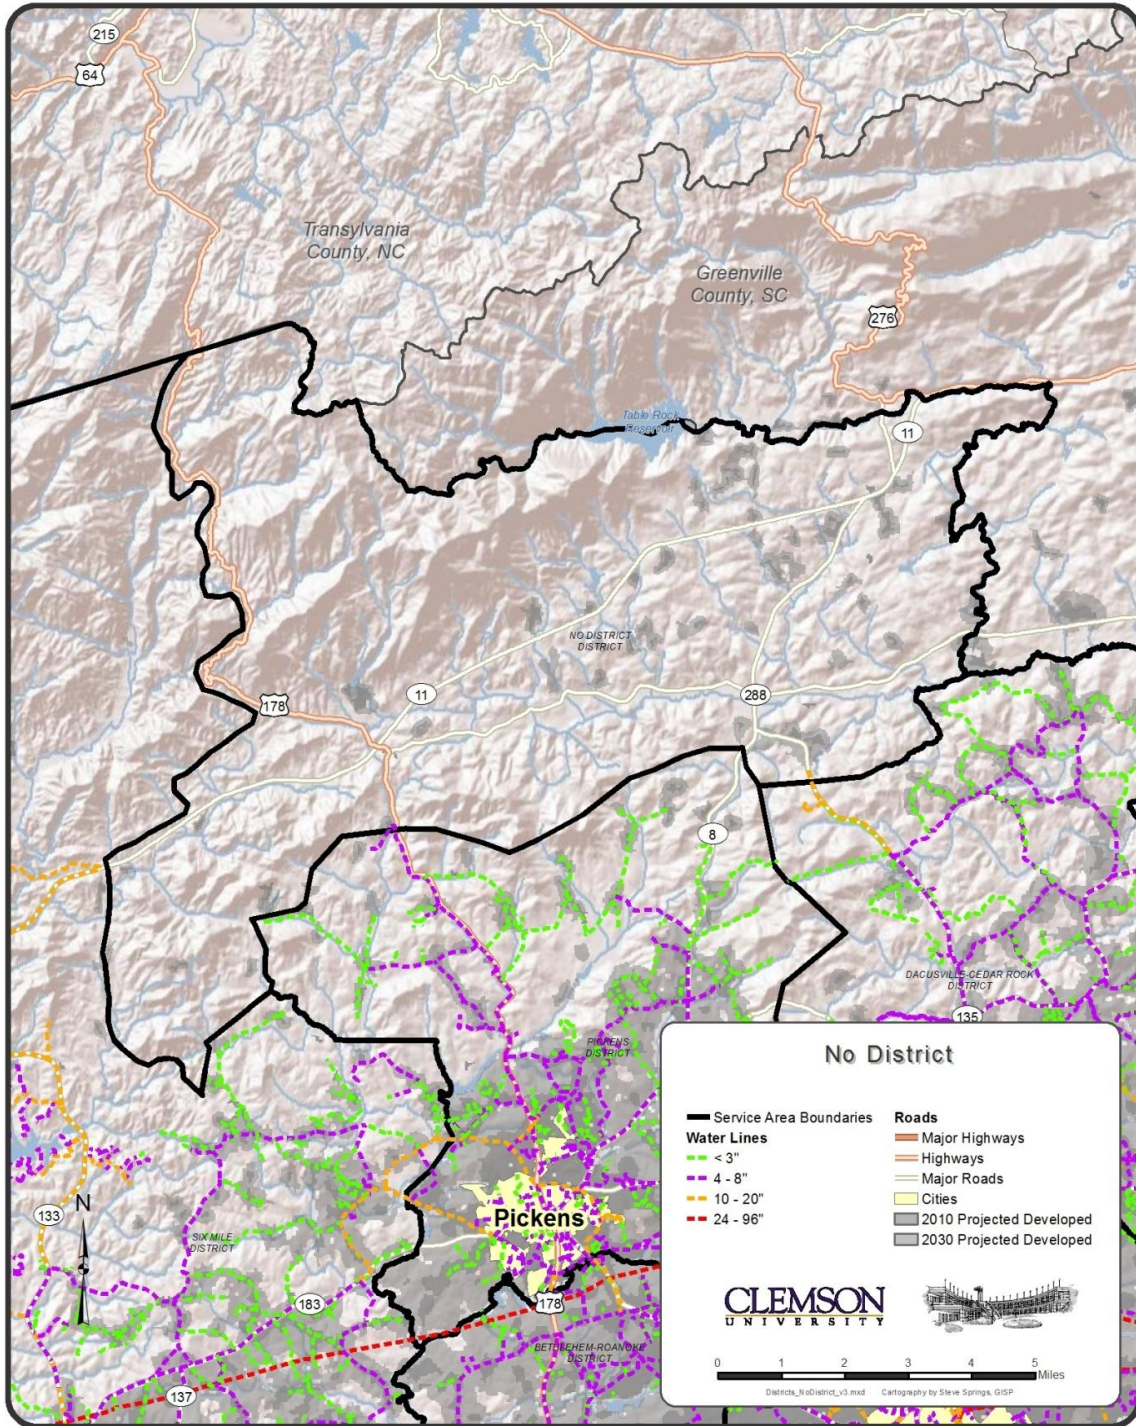 215
64
Transylvania
County, NC
Greenville
County, SC
276
Table Rock
Reservoir
11
NO DISTRICT
DISTRICT
11
288
178
8
DACUSVILLE-CEDAR ROCK
DISTRICT
135
PICKENS
DISTRICT
N
133
SIX MILE
DISTRICT
Pickens
183
178
BETHLEHEM-ROANOKE
DISTRICT
137
No District
Service Area Boundaries
Water Lines
< 3"
4 - 8"
10 - 20"
24 - 96"
Roads
Major Highways
Highways
Major Roads
Cities
2010 Projected Developed
2030 Projected Developed
CLEMSON
UNIVERSITY
0 1 2 3 4 5
Miles
Districts_NoDistrict_v3.mxd Cartography by Steve Springs, GISP